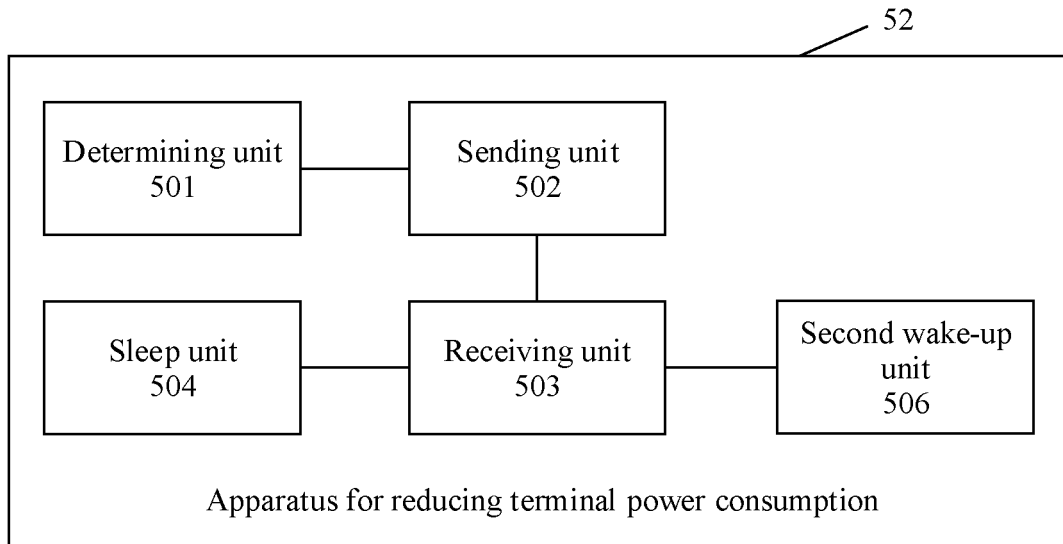 52
Determining unit
501
Sending unit
502
Sleep unit
504
Receiving unit
503
Second wake-up
unit
506
Apparatus for reducing terminal power consumption